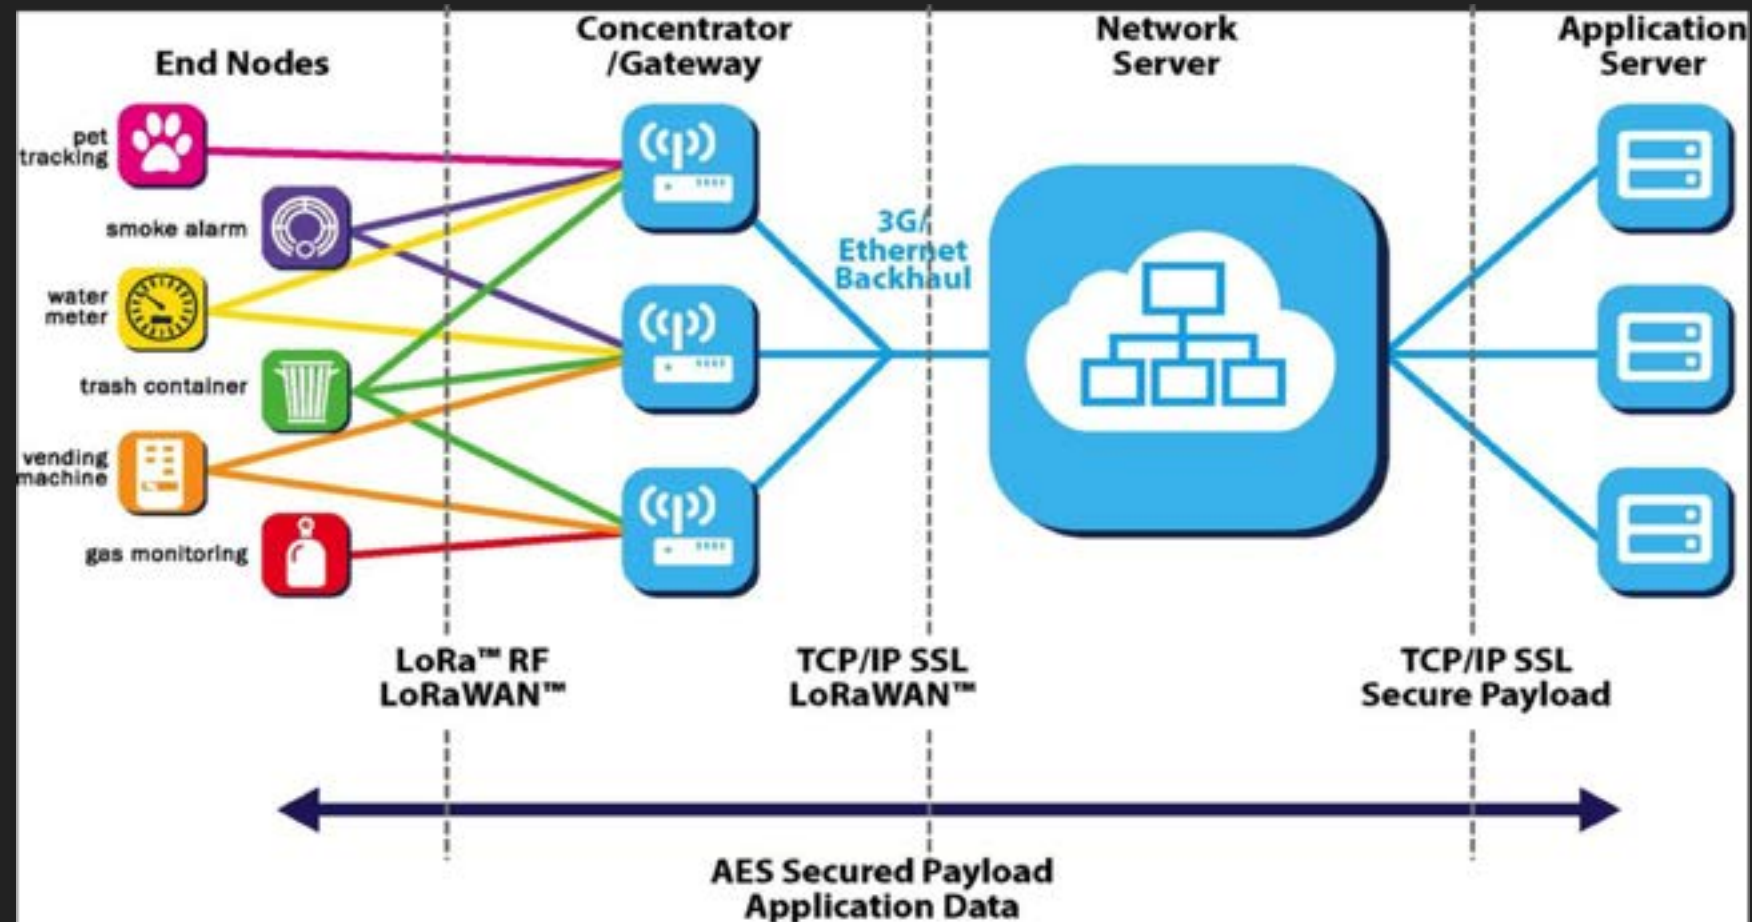 End Nodes
Concentrator
/Gateway
Network
Server
Application
Server
pet
tracking
smoke alarm
water
meter
trash container
vending
machine
gas monitoring
3G/
Ethernet
Backhaul
LoRa™ RF
LoRaWAN™
TCP/IP SSL
LoRaWAN™
TCP/IP SSL
Secure Payload
AES Secured Payload
Application Data